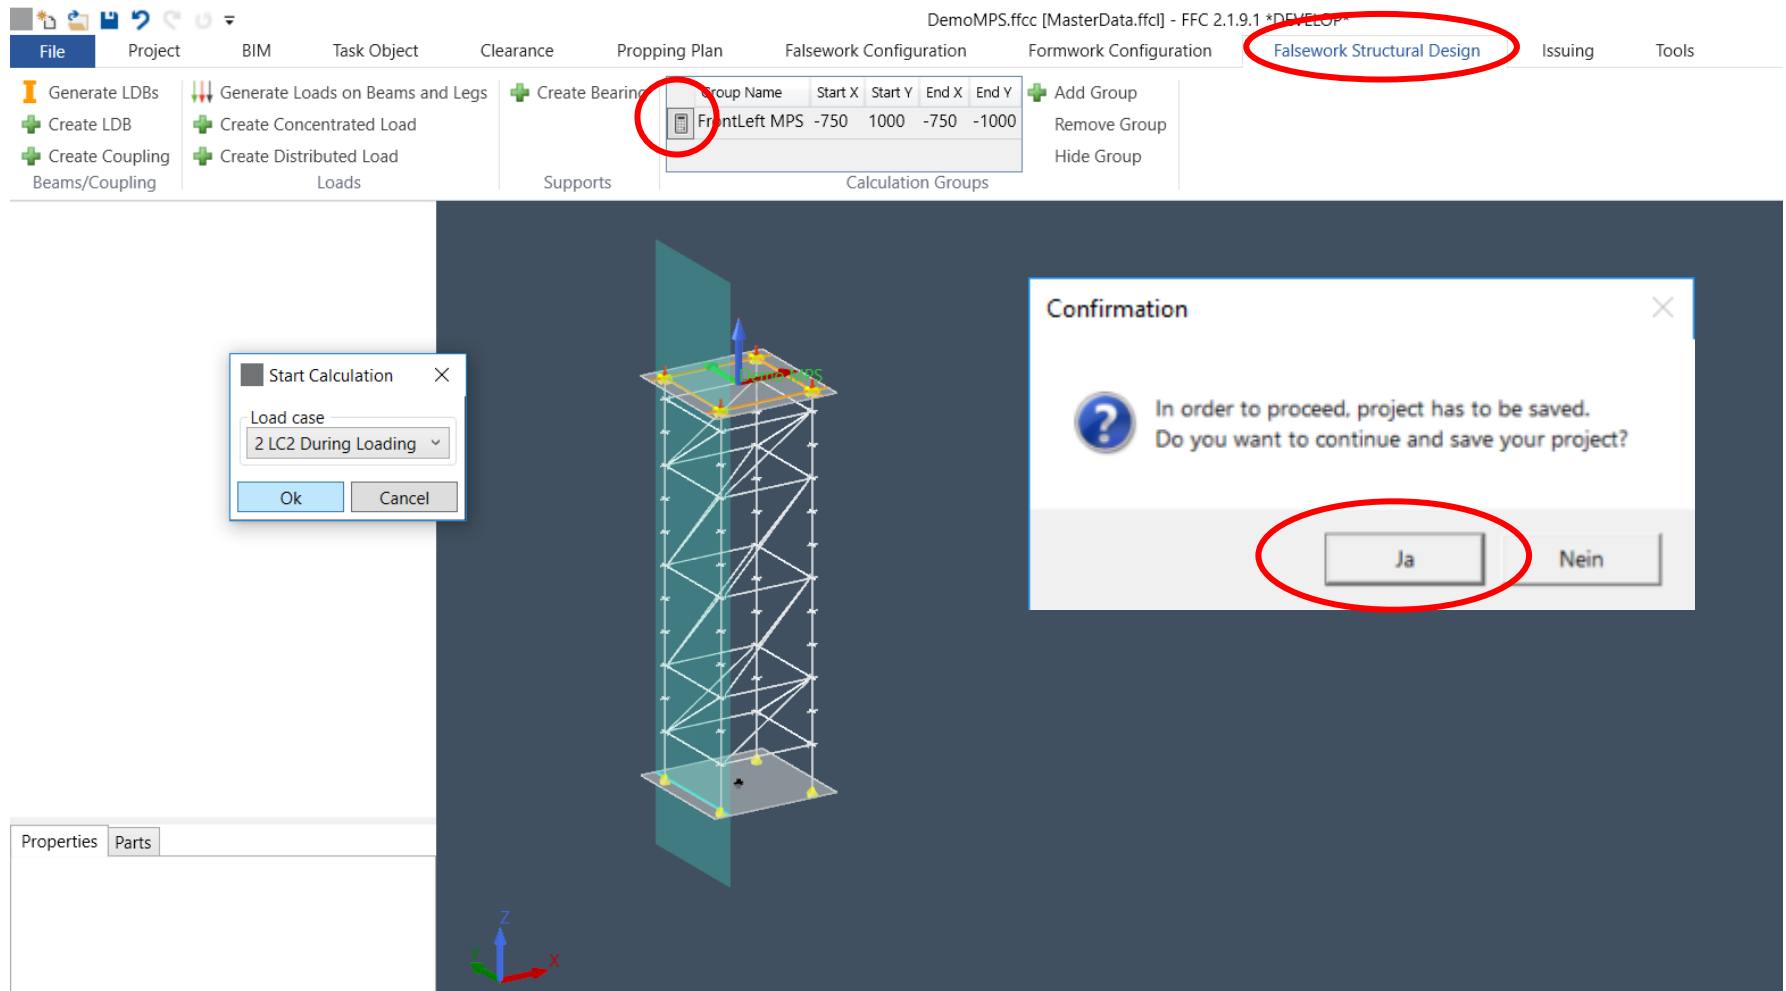 DemoMPS.ffcc [MasterData.ffcl] - FFC 2.1.9.1 *DEVELOP*
File Project BIM Task Object Clearance Propping Plan Falsework Configuration Formwork Configuration Falsework Structural Design Issuing Tools
Generate LDBs
Create LDB
Create Coupling
Beams/Coupling
Generate Loads on Beams and Legs
Create Concentrated Load
Create Distributed Load
Loads
Create Bearing
Supports
Group Name Start X Start Y End X End Y
FrontLeft MPS -750 1000 -750 -1000
Calculation Groups
Add Group
Remove Group
Hide Group
Start Calculation
Load case
2 LC2 During Loading
Ok Cancel
Demo MPS
Confirmation
In order to proceed, project has to be saved.
Do you want to continue and save your project?
Ja Nein
Properties Parts
Z
Y
X